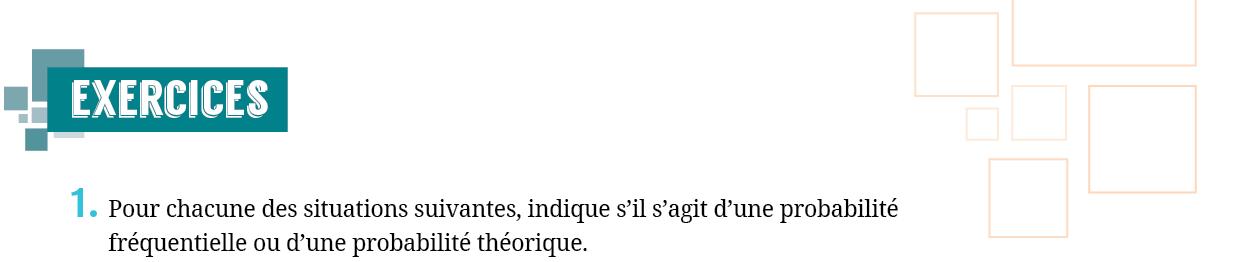 EXERCICES
1. Pour chacune des situations suivantes, indique s’il s’agit d’une probabilité
fréquentielle ou d’une probabilité théorique.